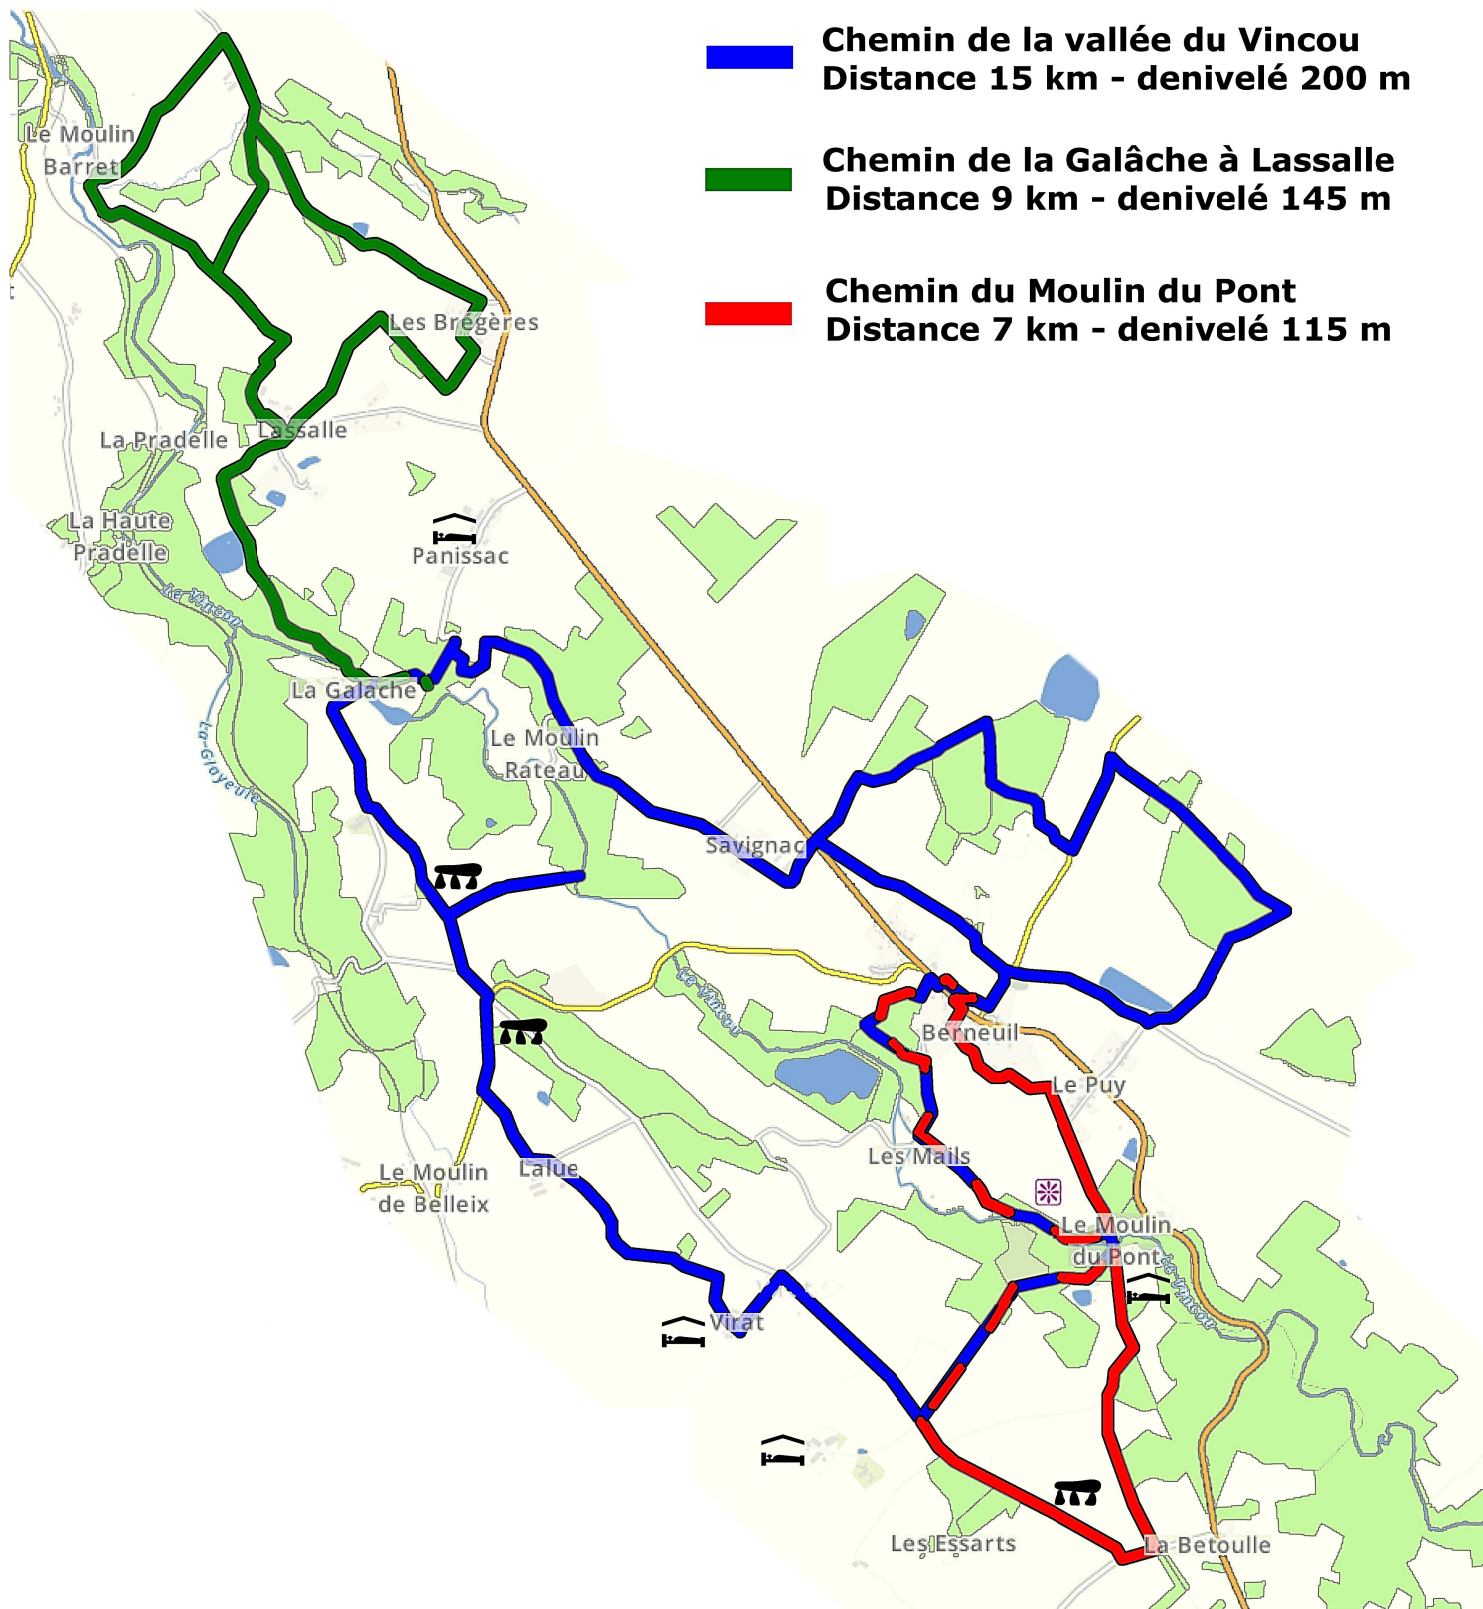 Chemin de la vallée du Vincou
Distance 15 km - denivelé 200 m
Chemin de la Galâche à Lassalle
Distance 9 km - denivelé 145 m
Chemin du Moulin du Pont
Distance 7 km - denivelé 115 m
Le Moulin
Barret
Les Brégères
Lassalle
La Pradelle
La Haute
Pradelle
Panissac
Le Vincou
La Galache
Le Moulin
Rateau
La Glayeule
Savignac
Le Vincou
Berneuil
Le Puy
Les Mails
Le Moulin
de Belleix
Lalue
Le Moulin
du Pont
Le Vincou
Virat
Les Essarts
La Betoulle